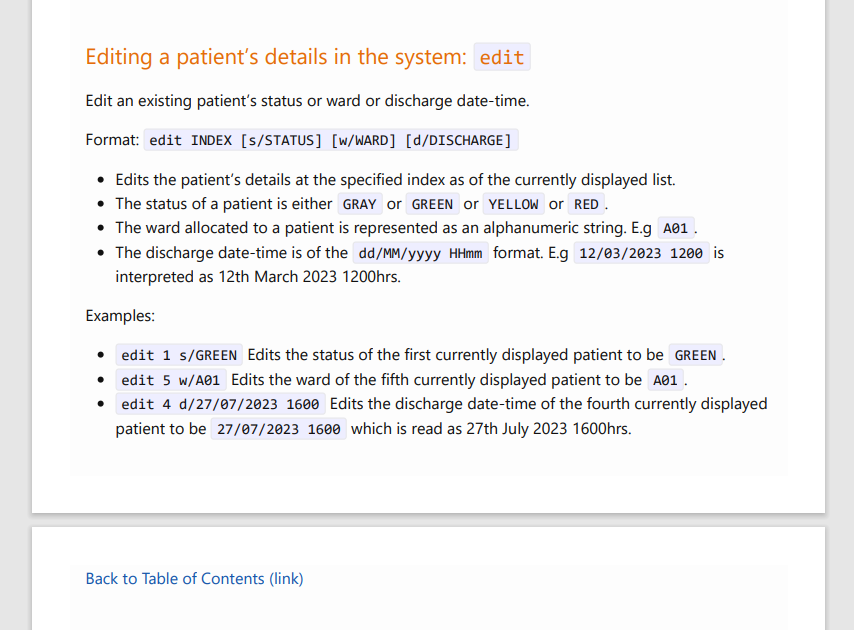 Editing a patient’s details in the system: edit
Edit an existing patient’s status or ward or discharge date-time.
Format: edit INDEX [s/STATUS] [w/WARD] [d/DISCHARGE]
• Edits the patient’s details at the specified index as of the currently displayed list.
• The status of a patient is either GRAY or GREEN or YELLOW or RED.
• The ward allocated to a patient is represented as an alphanumeric string. E.g A01.
• The discharge date-time is of the dd/MM/yyyy HHmm format. E.g 12/03/2023 1200 is
interpreted as 12th March 2023 1200hrs.
Examples:
• edit 1 s/GREEN Edits the status of the first currently displayed patient to be GREEN.
• edit 5 w/A01 Edits the ward of the fifth currently displayed patient to be A01.
• edit 4 d/27/07/2023 1600 Edits the discharge date-time of the fourth currently displayed
patient to be 27/07/2023 1600 which is read as 27th July 2023 1600hrs.
Back to Table of Contents (link)